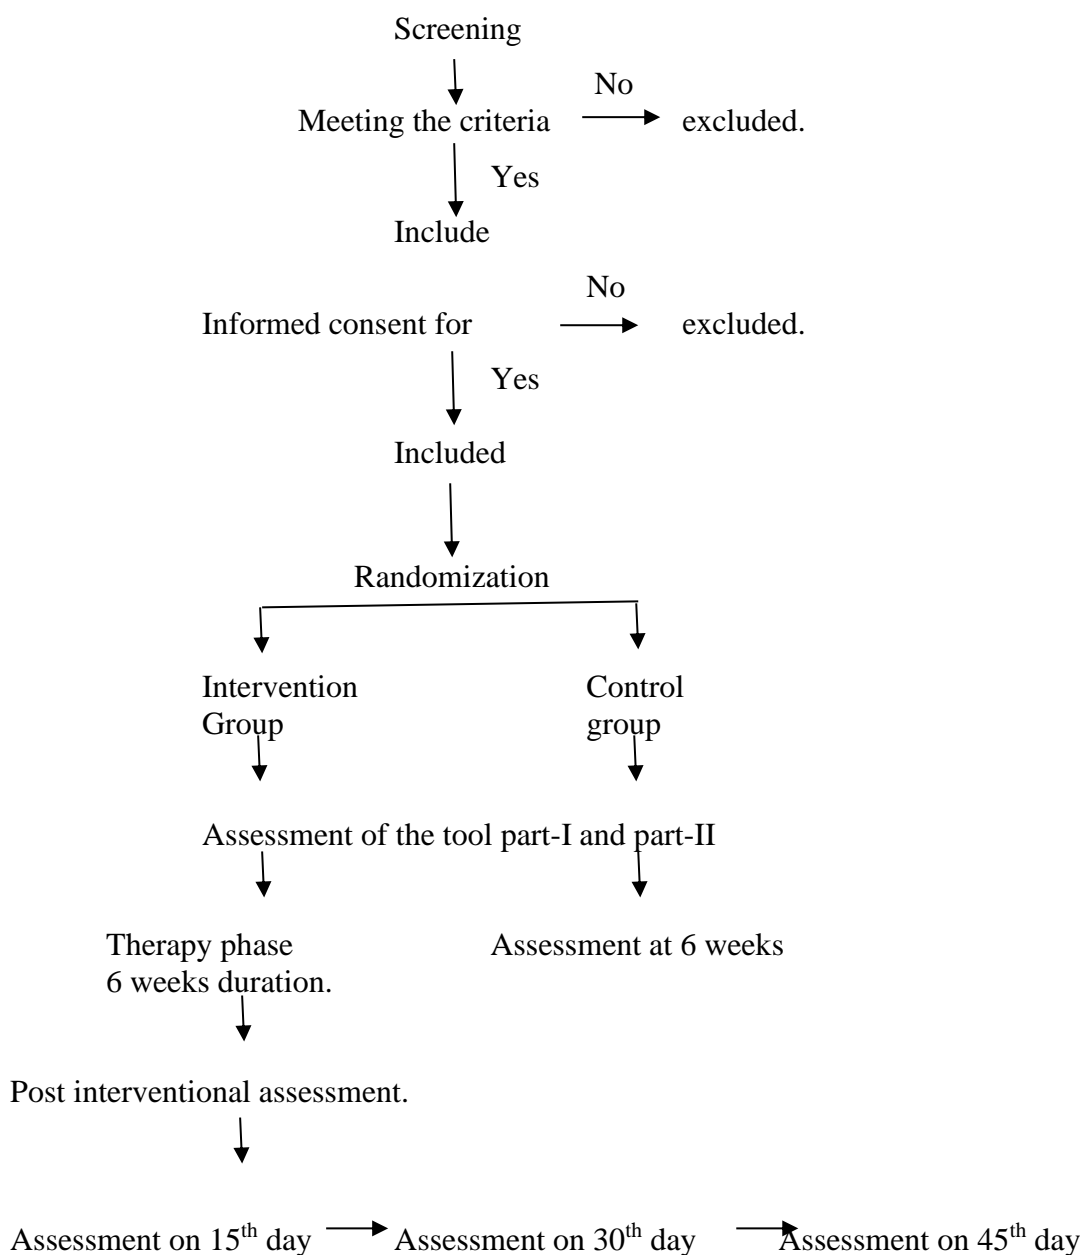 Screening
No
Meeting the criteria excluded.
Yes
Include
No
Informed consent for excluded.
Yes
Included
Randomization
Intervention Control
Group group
Assessment of the tool part-I and part-II
Therapy phase Assessment at 6 weeks
6 weeks duration.
Post interventional assessment.
Assessment on 15th day Assessment on 30th day Assessment on 45th day